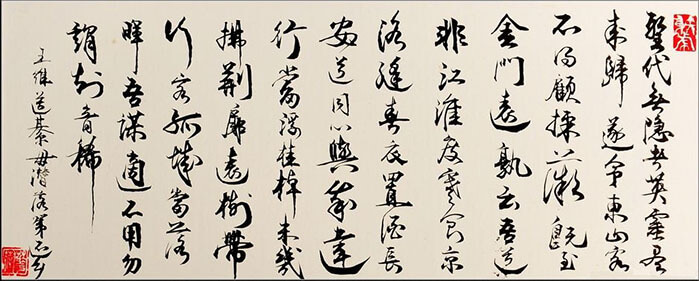 聖代無隱者英靈盡
來歸遂令東山客
不得顧採薇既至
金門遠孰云吾道
非江淮度寒食京
洛縫春衣置酒長
安道同心與我違
行當浮桂棹未幾
拂荊扉遠樹帶
行客孤城當落
暉吾謀適不用勿
謂知音稀
王維送綦毋潛落第還鄉